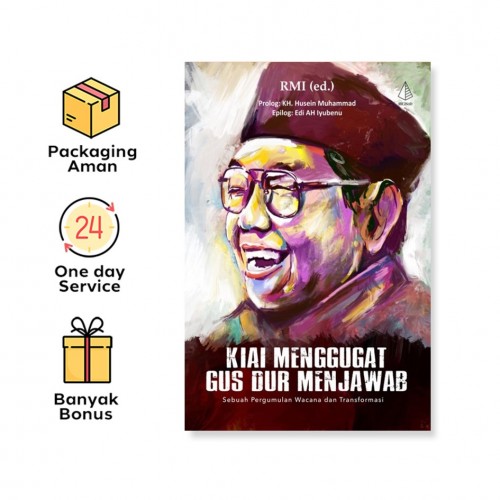 Packaging
Aman
24
One day
Service
Banyak
Bonus
RMI (ed.)
Prolog: KH. Husein Muhammad
Epilog: Edi AH Iyubenu
KIAI MENGGUGAT
GUS DUR MENJAWAB
Sebuah Pergumulan Wacana dan Transformasi